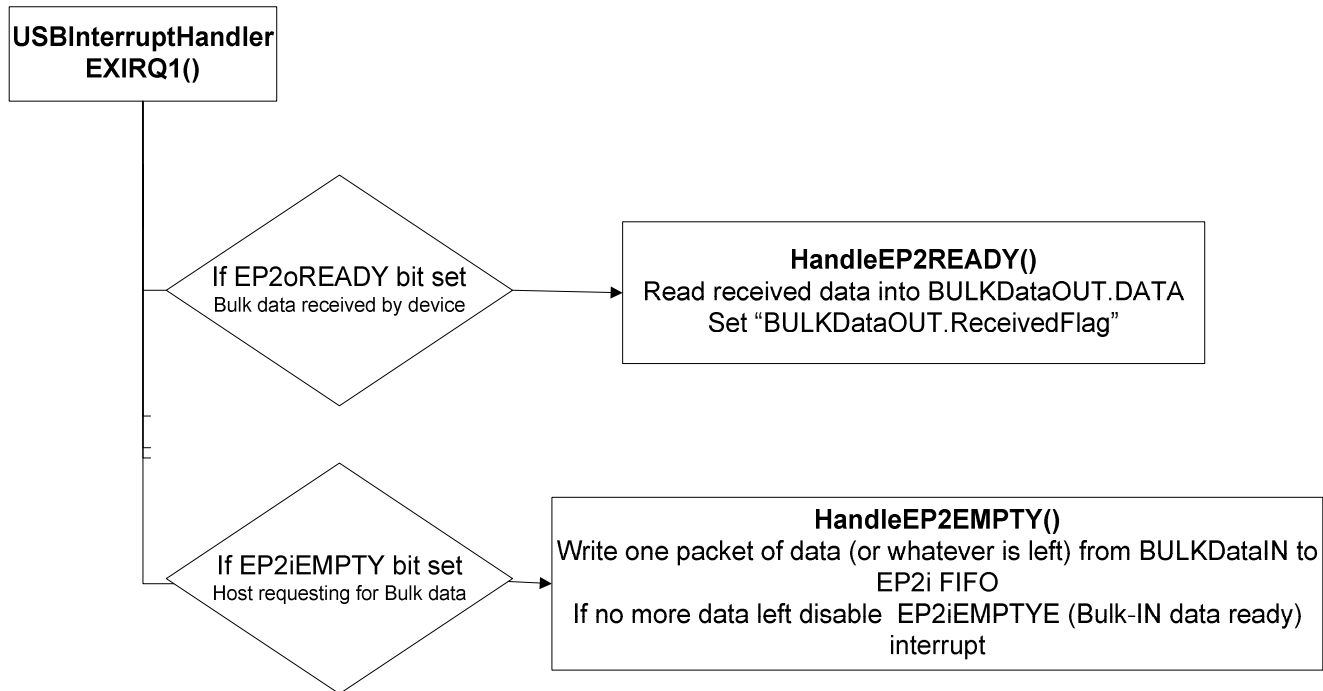 USBInterruptHandler
EXIRQ1()
If EP2oREADY bit set
Bulk data received by device
HandleEP2READY()
Read received data into BULKDataOUT.DATA
Set “BULKDataOUT.ReceivedFlag”
If EP2iEMPTY bit set
Host requesting for Bulk data
HandleEP2EMPTY()
Write one packet of data (or whatever is left) from BULKDataIN to
EP2i FIFO
If no more data left disable  EP2iEMPTYE (Bulk-IN data ready)
interrupt